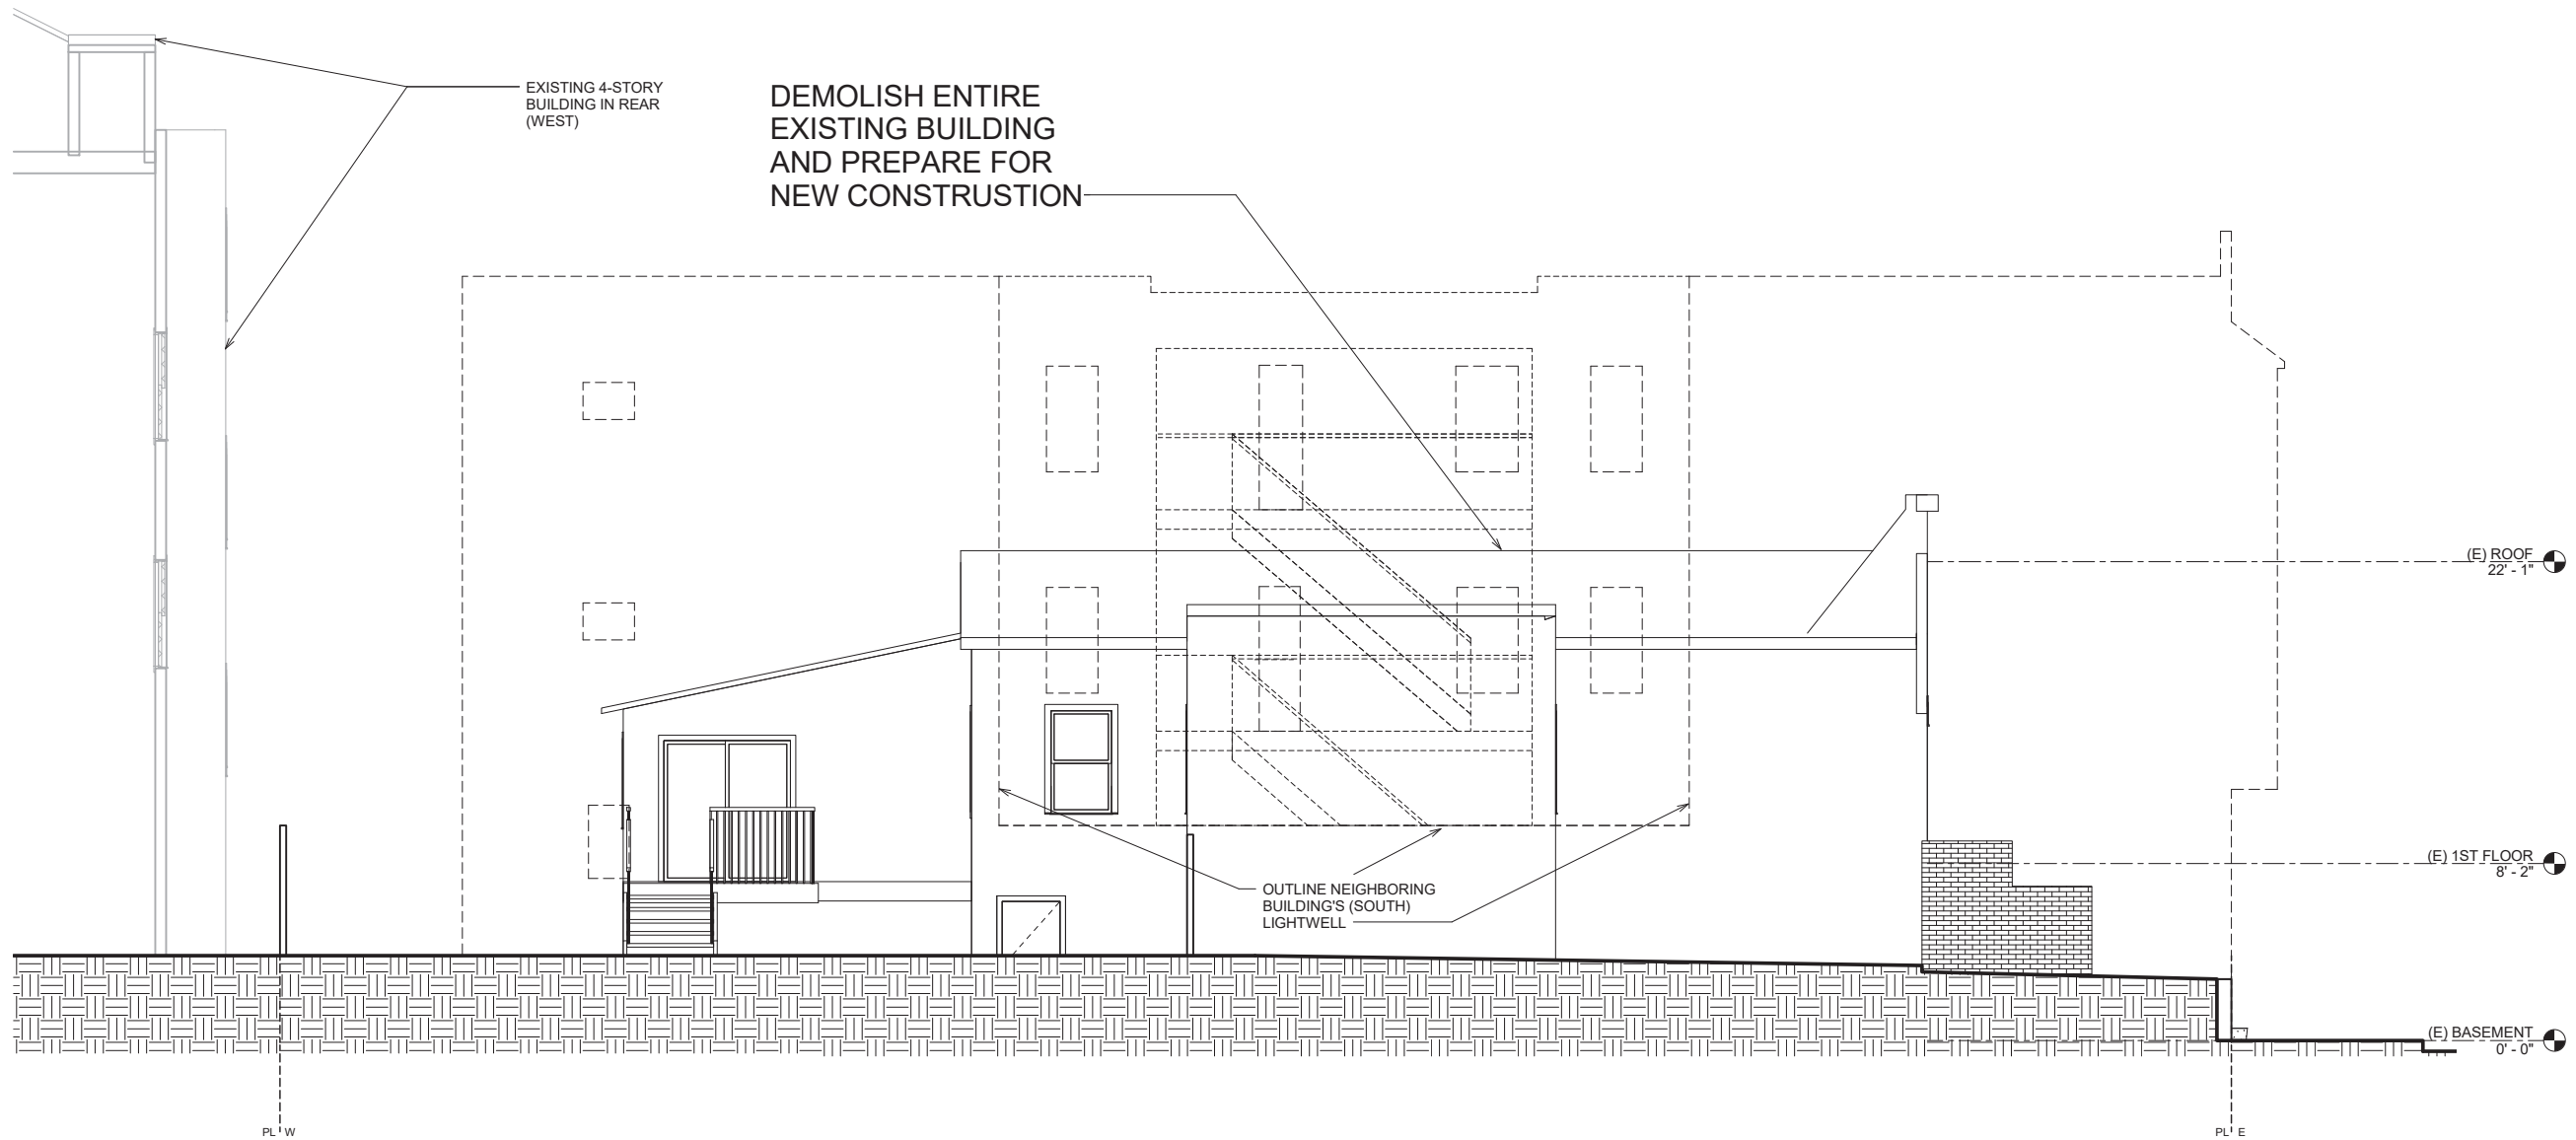 EXISTING 4-STORY
BUILDING IN REAR
(WEST)
DEMOLISH ENTIRE
EXISTING BUILDING
AND PREPARE FOR
NEW CONSTRUSTION
(E) ROOF
22' - 1"
(E) 1ST FLOOR
8' - 2"
OUTLINE NEIGHBORING
BUILDING'S (SOUTH)
LIGHTWELL
(E) BASEMENT
0' - 0"
PL W
PL E